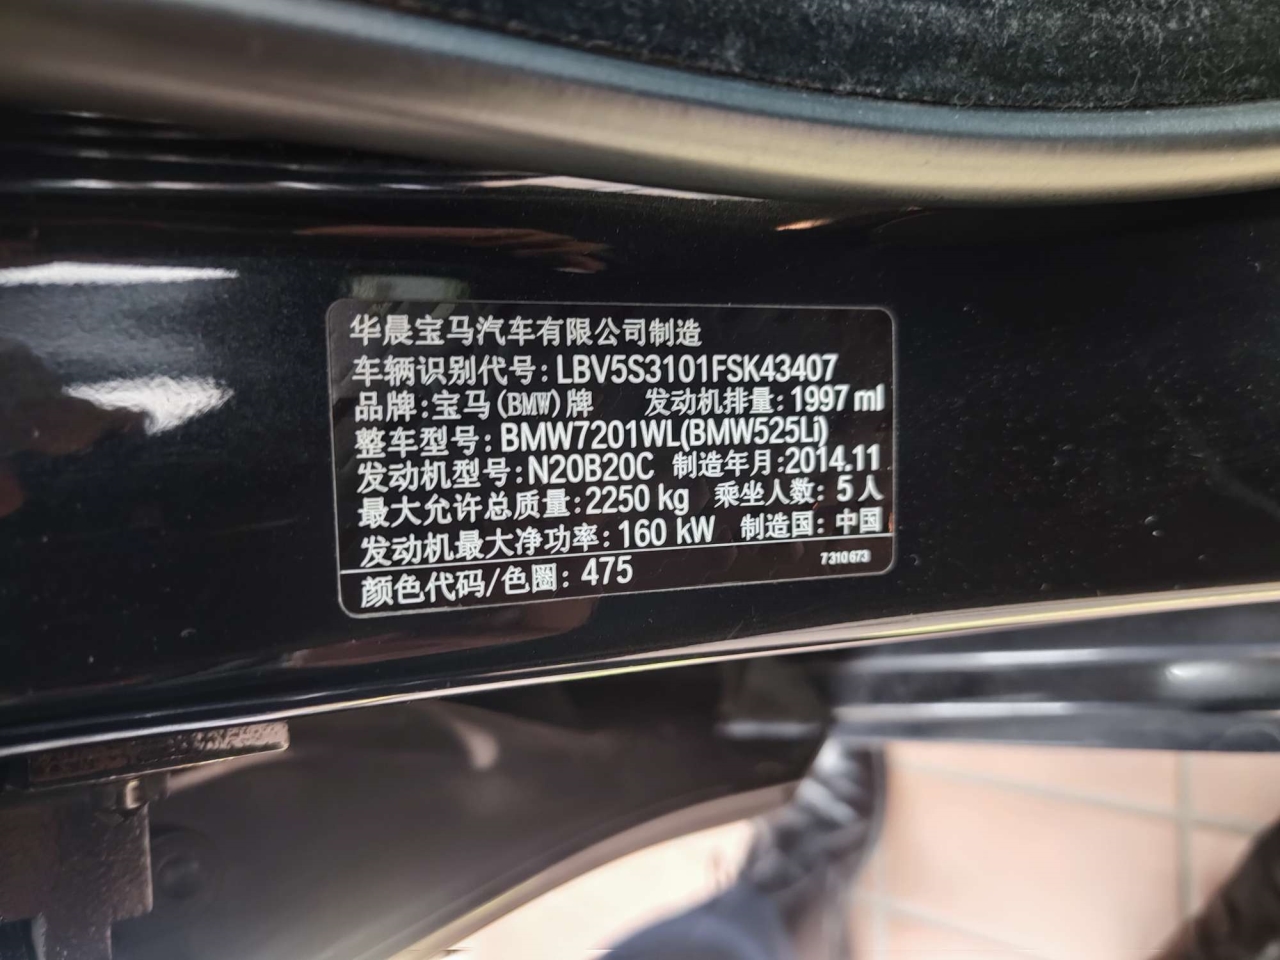 华晨宝马汽车有限公司制造
车辆识别代号: LBV5S3101FSK43407
品牌: 宝马(BMW)牌 发动机排量: 1997 ml
整车型号: BMW7201WL(BMW525Li)
发动机型号: N20B20C 制造年月: 2014.11
最大允许总质量: 2250 kg 乘坐人数: 5人
发动机最大净功率: 160 kW 制造国: 中国
颜色代码/色圈: 475 7310673